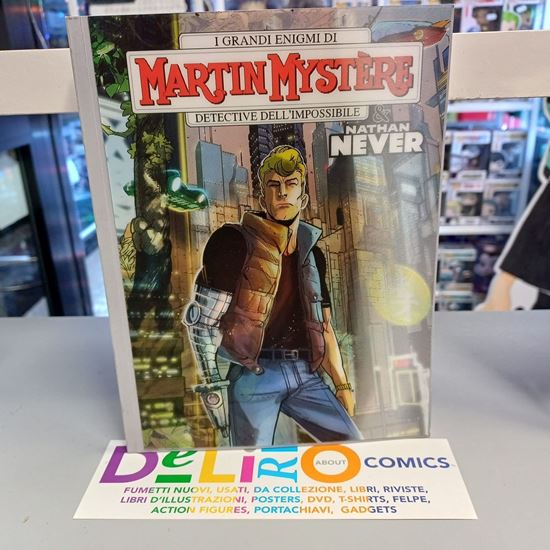 I GRANDI ENIGMI DI
MARTIN MYSTÈRE
DETECTIVE DELL'IMPOSSIBILE
& NATHAN
NEVER
DeLiRiO ABOUT COMICS
FUMETTI NUOVI, USATI, DA COLLEZIONE, LIBRI, RIVISTE,
LIBRI D'ILLUSTRAZIONI, POSTERS, DVD, T-SHIRTS, FELPE,
ACTION FIGURES, PORTACHIAVI, GADGETS